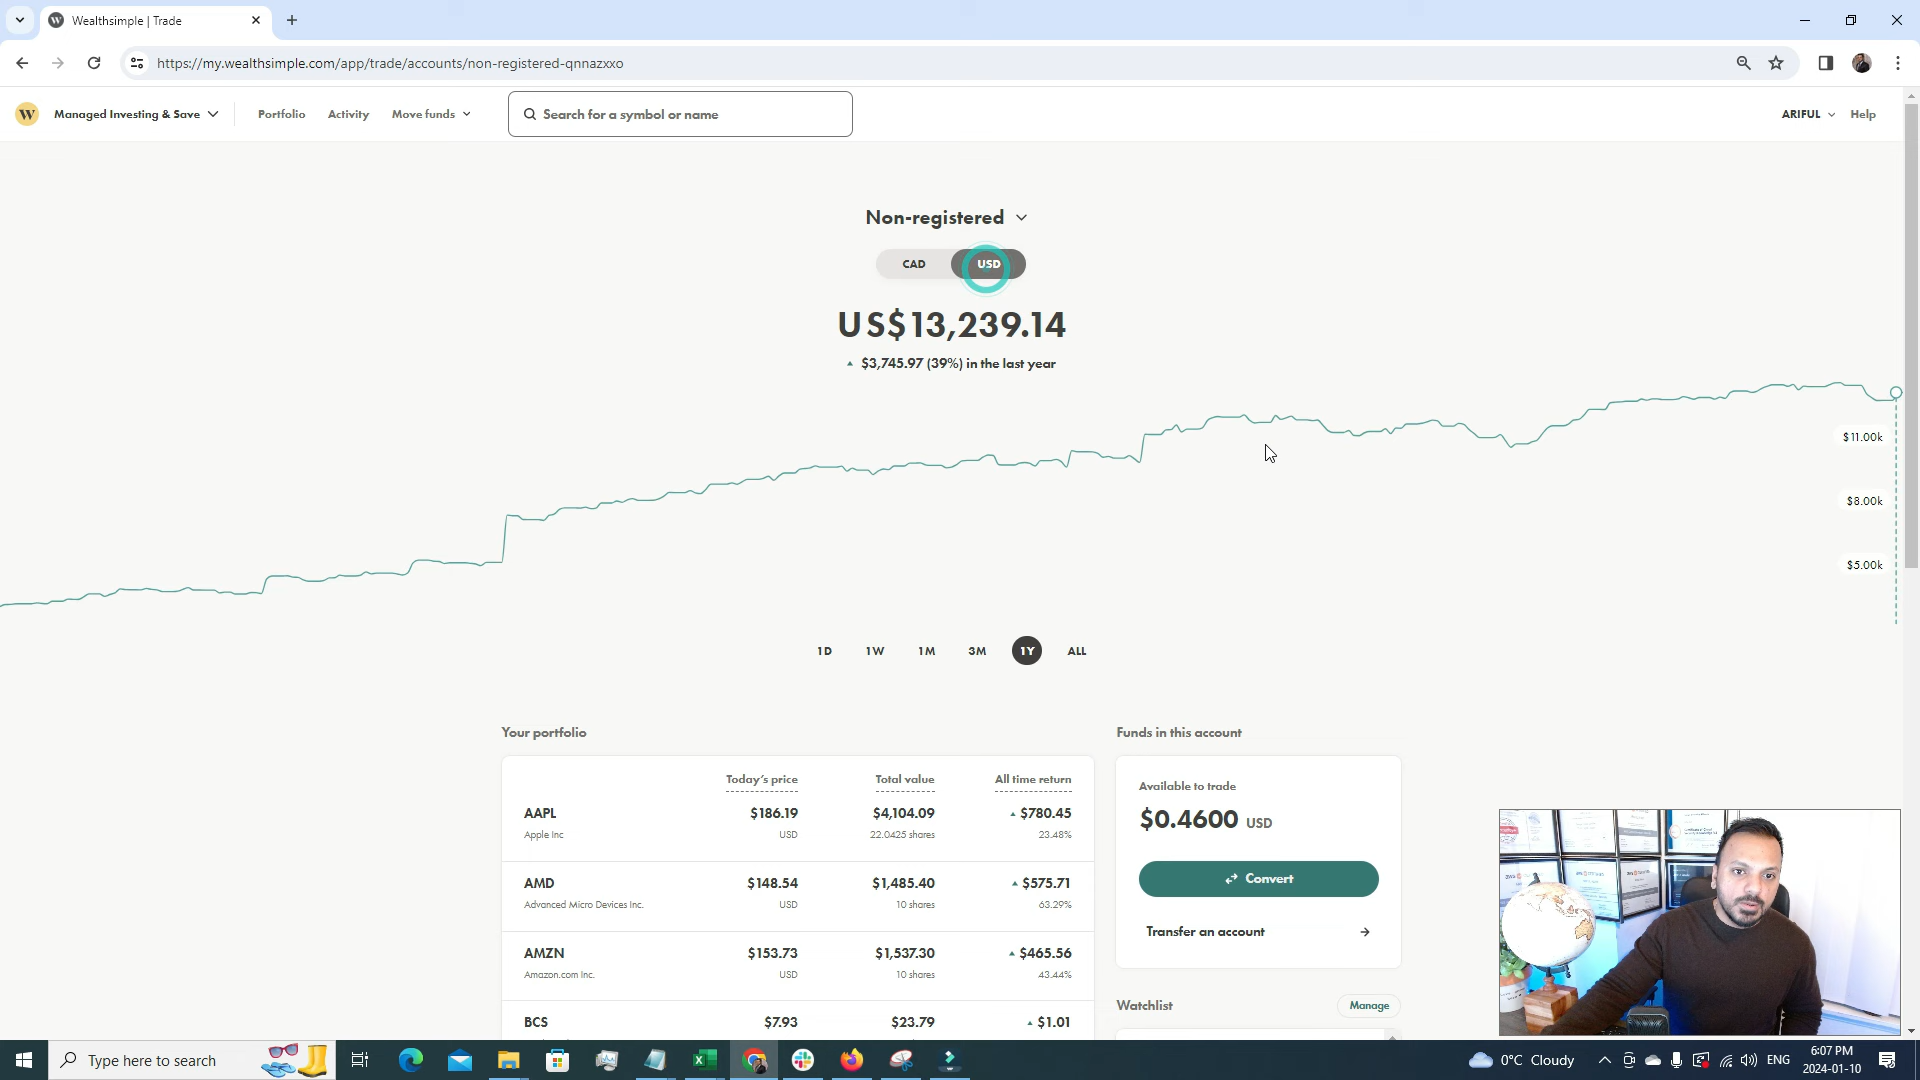 Wealthsimple | Trade
https://my.wealthsimple.com/app/trade/accounts/non-registered-qnnazxxo
W Managed Investing & Save Portfolio Activity Move funds Search for a symbol or name ARIFUL Help
Non-registered
CAD USD
US$13,239.14
$3,745.97 (39%) in the last year
$11.00k
$8.00k
$5.00k
1D 1W 1M 3M 1Y ALL
Your portfolio
Today's price Total value All time return
AAPL $186.19 $4,104.09 $780.45
Apple Inc USD 22.0425 shares 23.48%
AMD $148.54 $1,485.40 $575.71
Advanced Micro Devices Inc. USD 10 shares 63.29%
AMZN $153.73 $1,537.30 $465.56
Amazon.com Inc. USD 10 shares 43.44%
BCS $7.93 $23.79 $1.01
Funds in this account
Available to trade
$0.4600 USD
Convert
Transfer an account
Watchlist Manage
Type here to search
0°C Cloudy
ENG
6:07 PM
2024-01-10